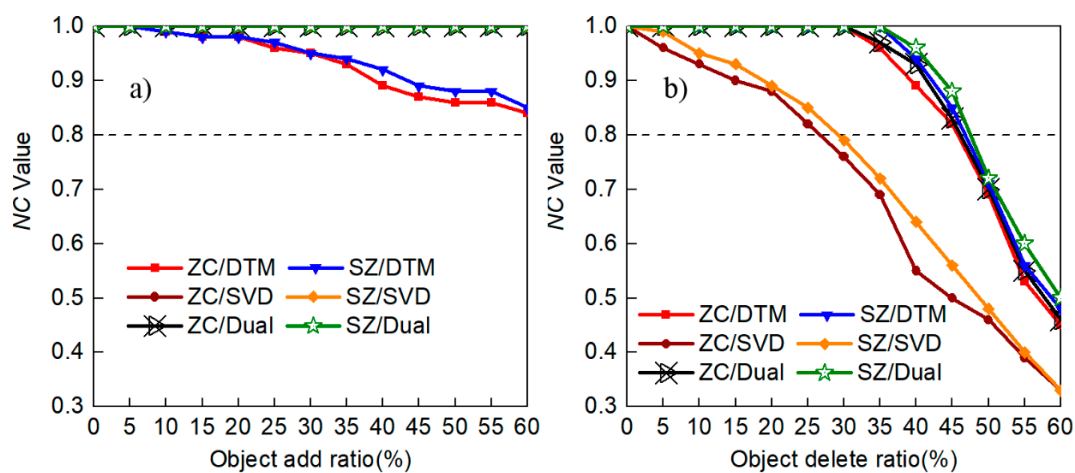 a)
NC Value
1.0
0.9
0.8
0.7
0.6
0.5
0.4
0.3
ZC/DTM SZ/DTM
ZC/SVD SZ/SVD
ZC/Dual SZ/Dual
0 5 10 15 20 25 30 35 40 45 50 55 60
Object add ratio(%)
b)
NC Value
1.0
0.9
0.8
0.7
0.6
0.5
0.4
0.3
ZC/DTM SZ/DTM
ZC/SVD SZ/SVD
ZC/Dual SZ/Dual
0 5 10 15 20 25 30 35 40 45 50 55 60
Object delete ratio(%)